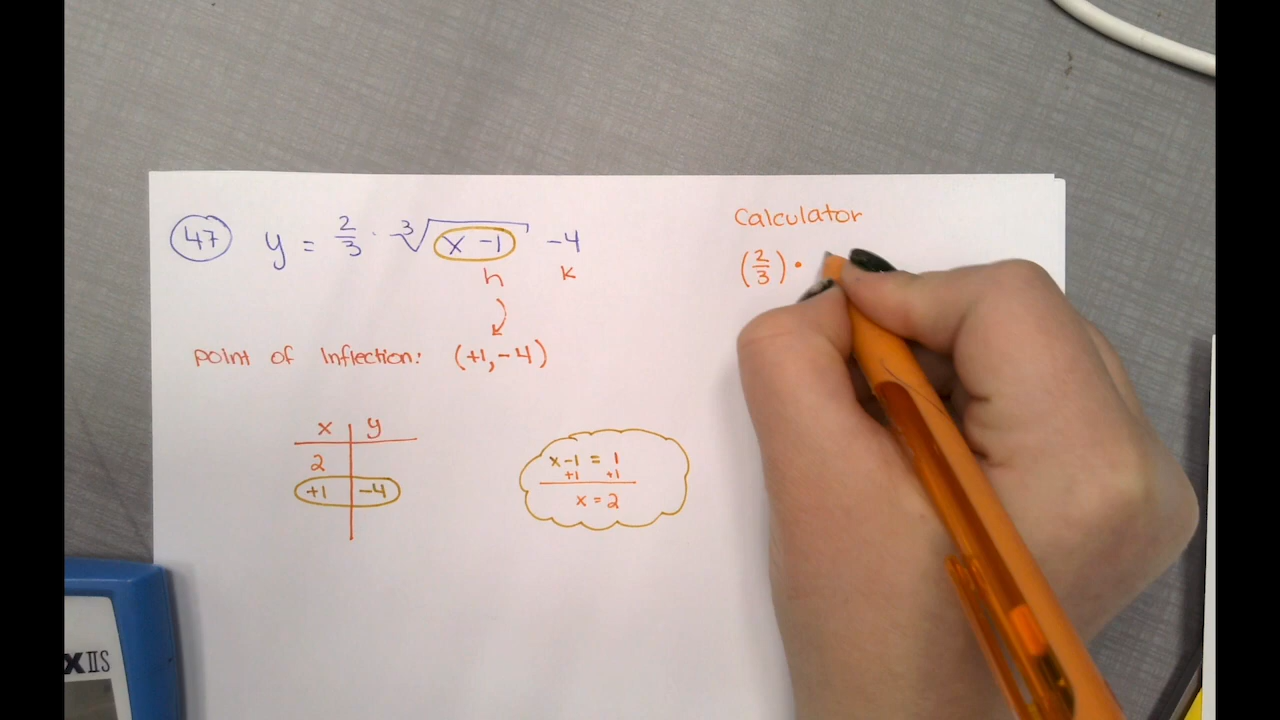 47 y = 2/3 · ∛(x - 1) - 4
h k
point of inflection: (+1, -4)
x y
2
+1 -4
x - 1 = 1
+1 +1
x = 2
Calculator
(2/3) ·
X IIS